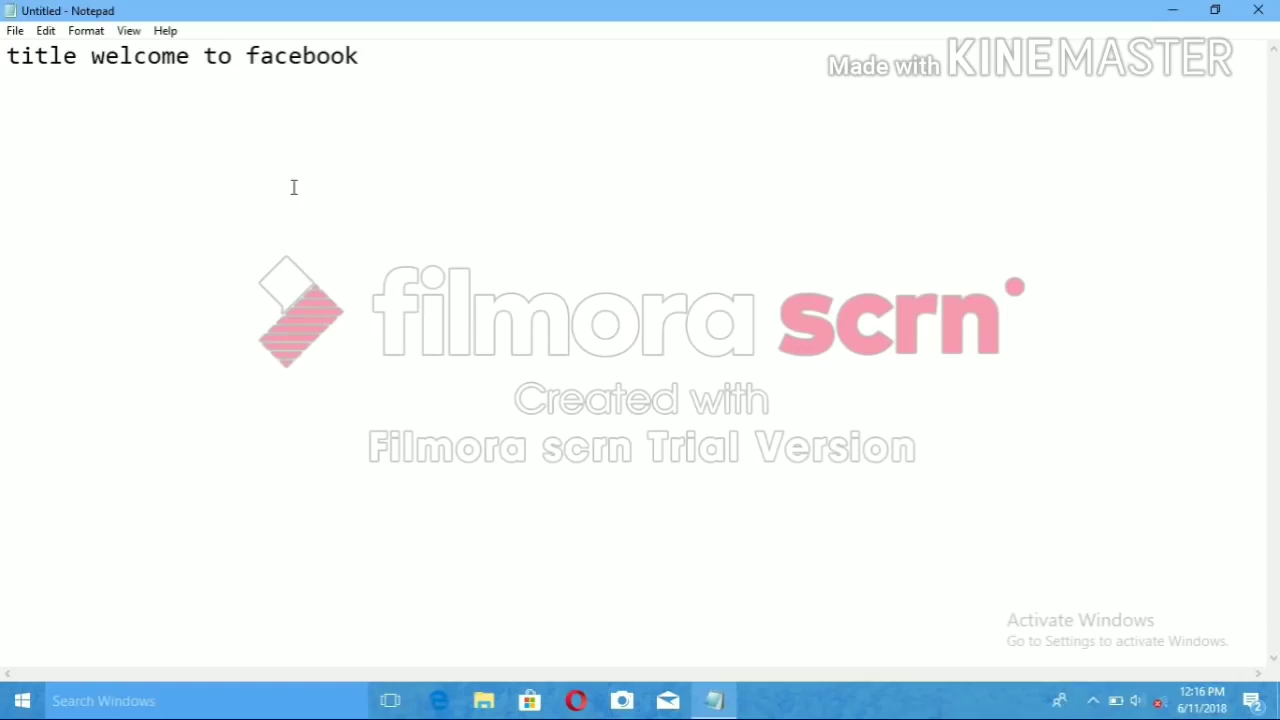 Untitled - Notepad
File Edit Format View Help
title welcome to facebook
Made with KINEMASTER
filmora scrn
Created with
Filmora scrn Trial Version
Activate Windows
Go to Settings to activate Windows.
Search Windows
12:16 PM
6/11/2018
2